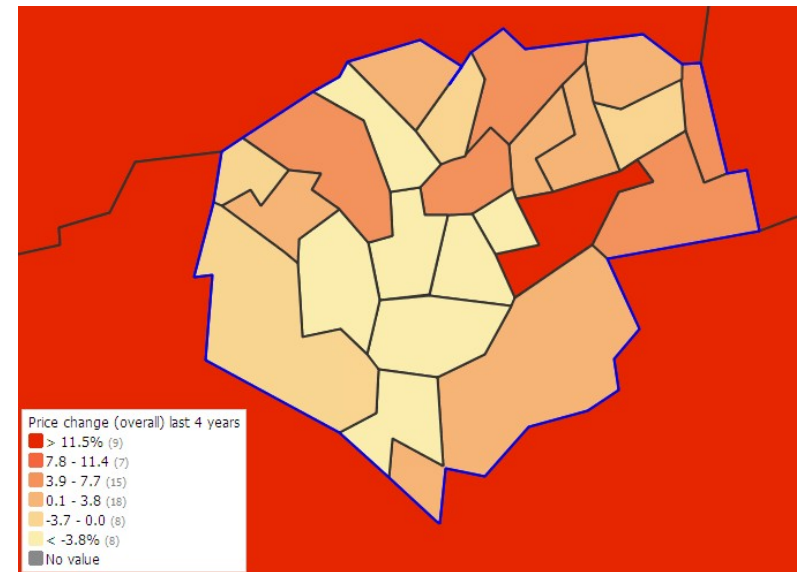 Price change (overall) last 4 years
> 11.5% (9)
7.8 - 11.4 (7)
3.9 - 7.7 (15)
0.1 - 3.8 (18)
-3.7 - 0.0 (8)
< -3.8% (8)
No value